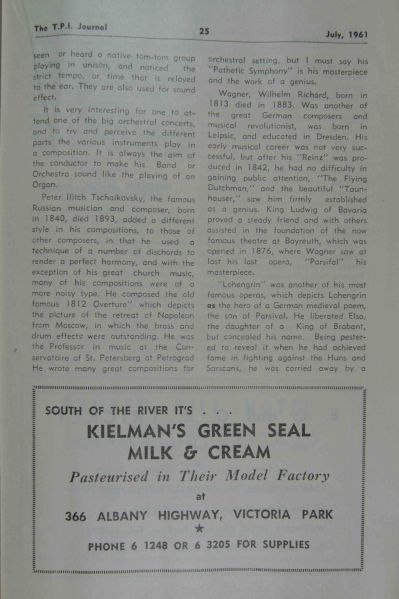 The T.P.I. Journal
25
July, 1961
seen or heard a native tom-tom group
playing in unison, and noticed the
strict tempo, or time that is relayed
to the ear. They are also used for sound
effect.
It is very interesting for one to at-
tend one of the big orchestral concerts,
and to try and perceive the different
parts the various instruments play in
a composition. It is always the aim of
the conductor to make his Band or
Orchestra sound like the playing of an
Organ.
Peter Ilitch Tschaikovsky, the famous
Russian musician and composer, born
in 1840, died 1893, added a different
style in his compositions, to those of
other composers, in that he used a
technique of a number of dischords to
render a perfect harmony, and with the
exception of his great church music,
many of his compositions were of a
more noisy type. He composed the old
famous 1812 Overture" which depicts
the picture of the retreat of Napoleon
from Moscow, in which the brass and
drum effects were outstanding. He was
the Professor in music at the Con-
servatoire of St. Petersberg at Petrograd
He wrote many great compositions for
orchestral setting, but I must say his
"Pathetic Symphony" is his masterpiece
and the work of a genius.
Wagner, Wilhelm Richard, born in
1813 died in 1883. Was another of
the great German composers and
musical revolutionist, was born in
Leipsic, and educated in Dresden. His
early musical career was not very suc-
cessful, but after his "Reinz" was pro-
duced in 1842, he had no difficulty in
gaining public attention, "The Flying
Dutchman," and the beautiful "Taun-
hauser," saw him firmly established
as a genius. King Ludwig of Bavaria
proved a steady friend and with others
assisted in the foundation of the now
famous theatre at Bayreuth, which was
opened in 1876, where Wagner saw at
last his last opera, "Parsifal" his
masterpiece.
"Lohengrin" was another of his most
famous operas, which depicts Lohengrin
as the hero of a German medieval poem,
the son of Parsival. He liberated Elsa,
the daughter of a King of Brabant,
but concealed his name. Being pester-
ed to reveal it when he had achieved
fame in fighting against the Huns and
Sarscans, he was carried away by a
SOUTH OF THE RIVER IT'S . . .
KIELMAN'S GREEN SEAL
MILK & CREAM
Pasteurised in Their Model Factory
at
366 ALBANY HIGHWAY, VICTORIA PARK
★
PHONE 6 1248 OR 6 3205 FOR SUPPLIES